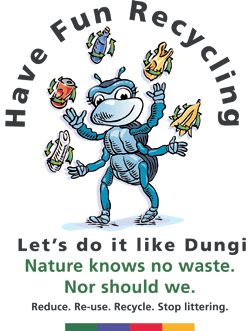 Have Fun Recycling
Let's do it like Dungi
Nature knows no waste.
Nor should we.
Reduce. Re-use. Recycle. Stop littering.